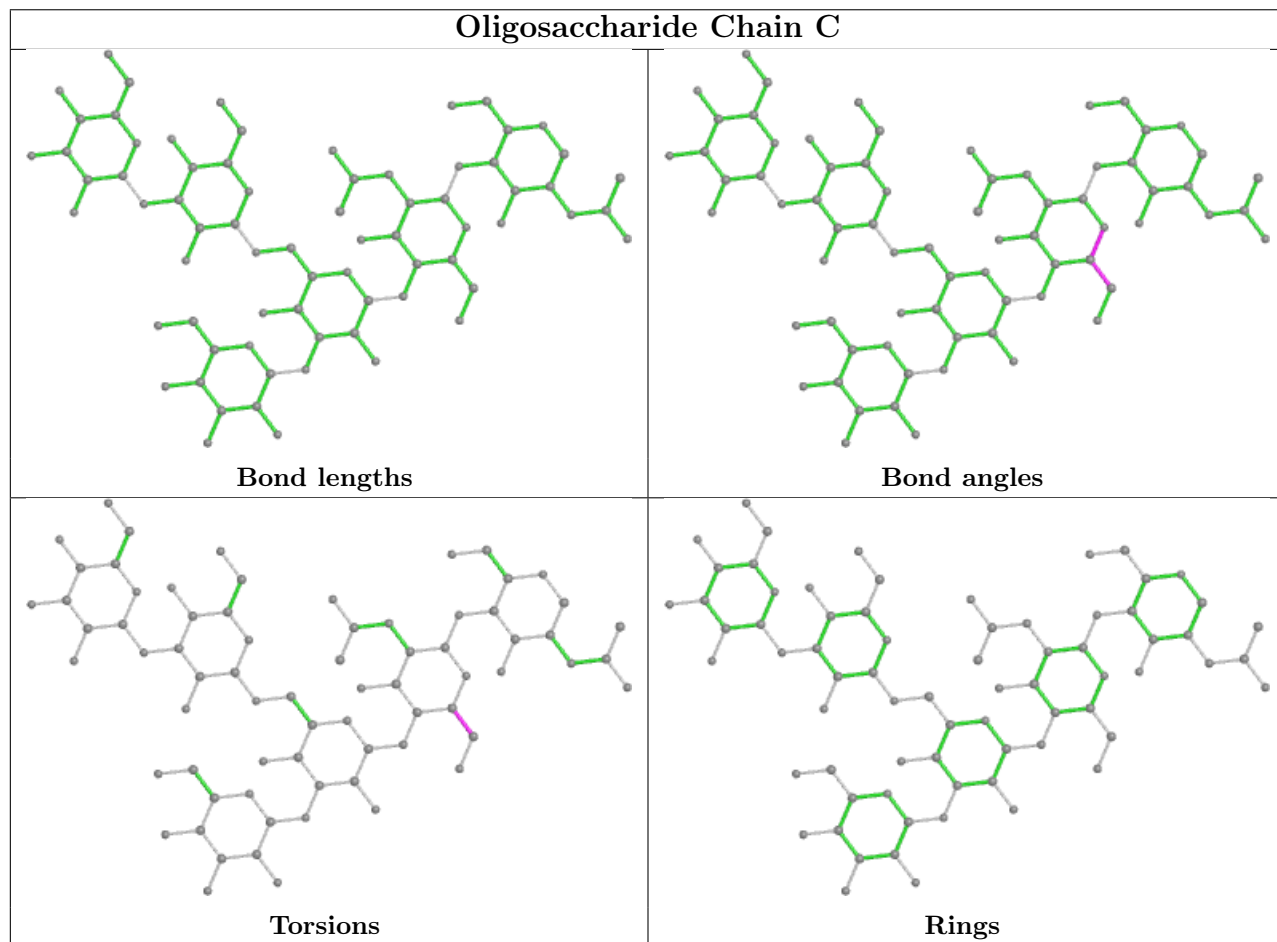 Oligosaccharide Chain C
Bond lengths
Bond angles
Torsions
Rings